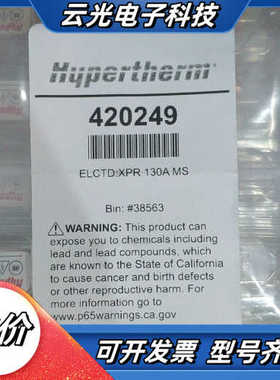 云光电子科技
Hypertherm®
420249
ELCTD:XPR 130A MS
Bin: #38563
WARNING: This product can
expose you to chemicals including
lead and lead compounds, which
are known to the State of California
to cause cancer and birth defects
or other reproductive harm. For
more information go to
www.p65warnings.ca.gov
价
可开发票 型号齐